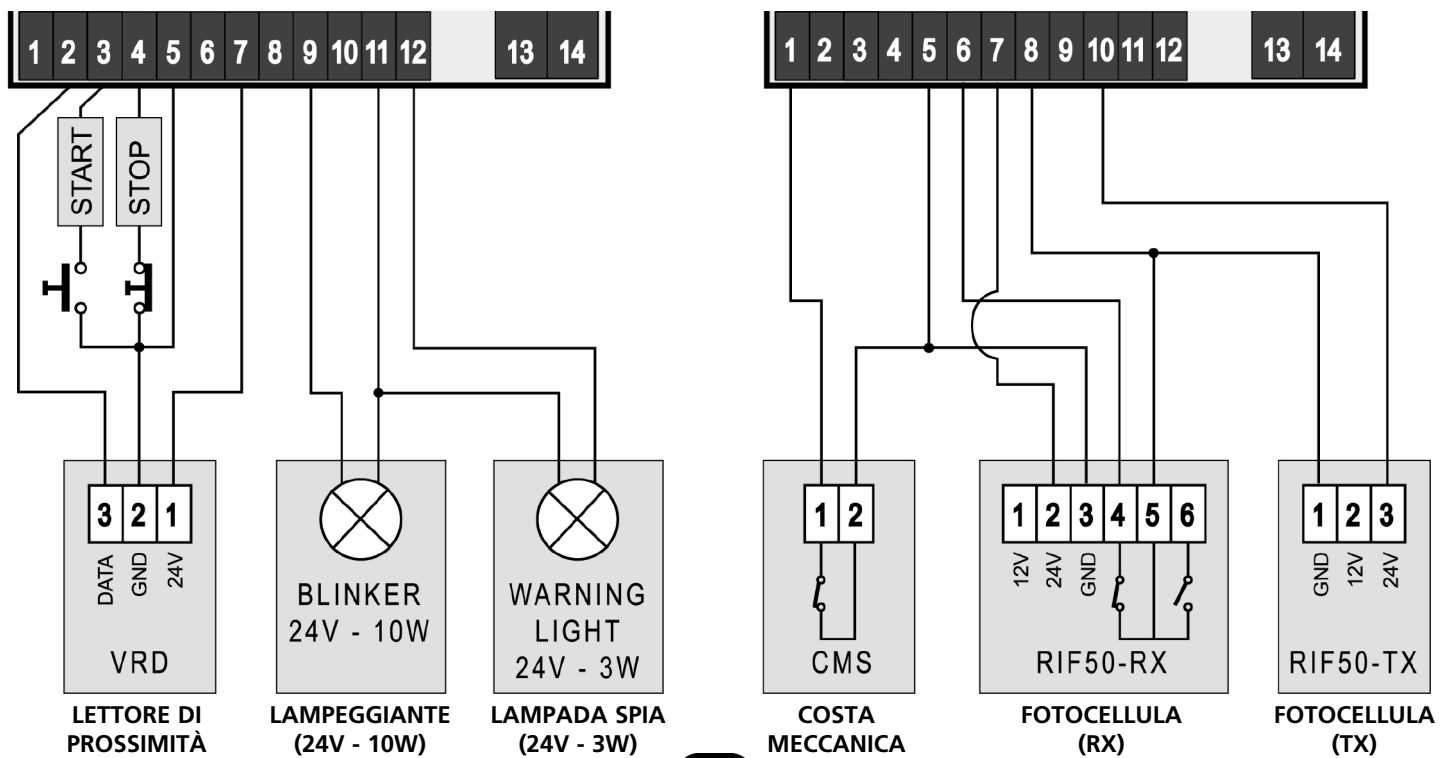 1 2 3 4 5 6 7 8 9 10 11 12 13 14
1 2 3 4 5 6 7 8 9 10 11 12 13 14
START
STOP
3 2 1
DATA
GND
24V
VRD
LETTORE DI
PROSSIMITÀ
BLINKER
24V - 10W
LAMPEGGIANTE
(24V - 10W)
WARNING
LIGHT
24V - 3W
LAMPADA SPIA
(24V - 3W)
1 2
CMS
COSTA
MECCANICA
1 2 3 4 5 6
12V
24V
GND
RIF50-RX
FOTOCELLULA
(RX)
1 2 3
GND
12V
24V
RIF50-TX
FOTOCELLULA
(TX)